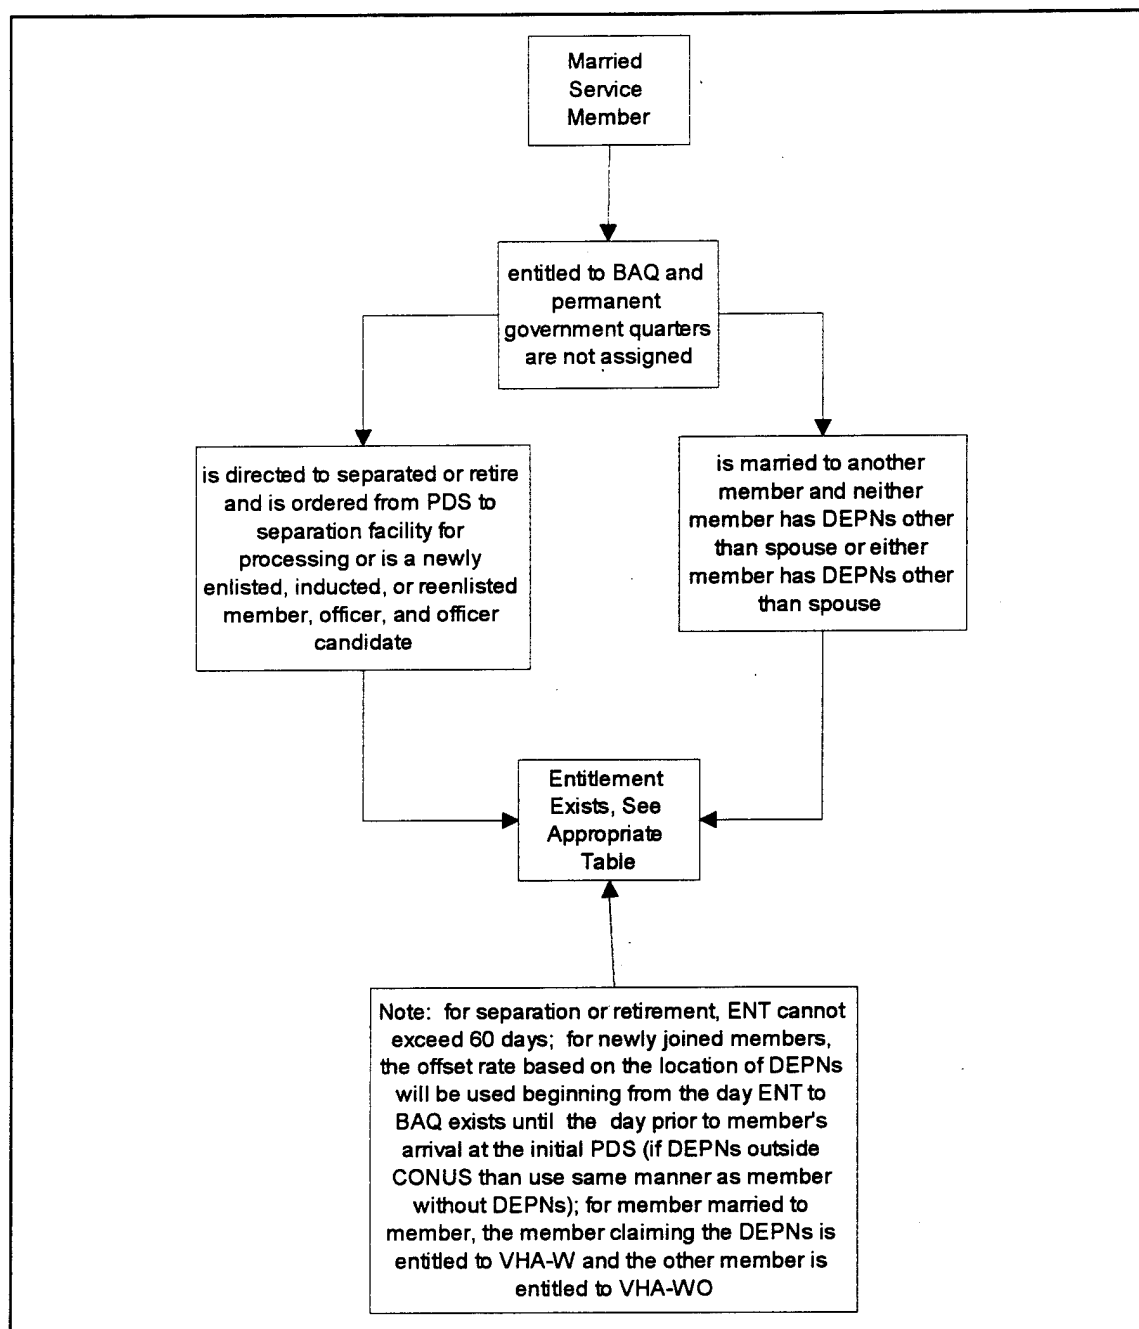 Married
Service
Member
entitled to BAQ and
permanent
government quarters
are not assigned
is directed to separated or retire
and is ordered from PDS to
separation facility for
processing or is a newly
enlisted, inducted, or reenlisted
member, officer, and officer
candidate
is married to another
member and neither
member has DEPNs other
than spouse or either
member has DEPNs other
than spouse
Entitlement
Exists, See
Appropriate
Table
Note: for separation or retirement, ENT cannot
exceed 60 days; for newly joined members,
the offset rate based on the location of DEPNs
will be used beginning from the day ENT to
BAQ exists until the day prior to member's
arrival at the initial PDS (if DEPNs outside
CONUS than use same manner as member
without DEPNs); for member married to
member, the member claiming the DEPNs is
entitled to VHA-W and the other member is
entitled to VHA-WO